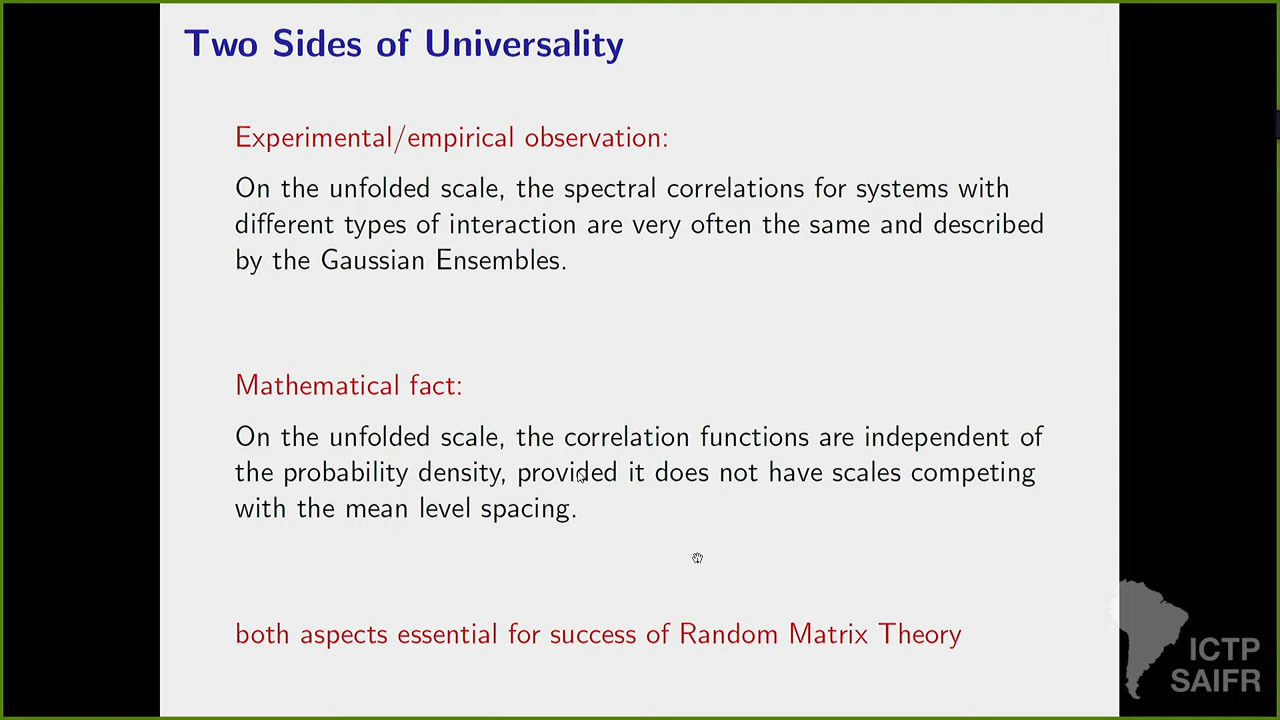 Two Sides of Universality
Experimental/empirical observation:
On the unfolded scale, the spectral correlations for systems with
different types of interaction are very often the same and described
by the Gaussian Ensembles.
Mathematical fact:
On the unfolded scale, the correlation functions are independent of
the probability density, provided it does not have scales competing
with the mean level spacing.
both aspects essential for success of Random Matrix Theory
ICTP
SAIFR